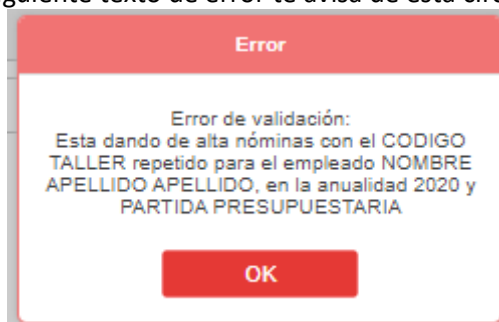 siguiente texto de error te avisa de esta
Error
Error de validación:
Esta dando de alta nóminas con el CODIGO
TALLER repetido para el empleado NOMBRE
APELLIDO APELLIDO, en la anualidad 2020 y
PARTIDA PRESUPUESTARIA
OK